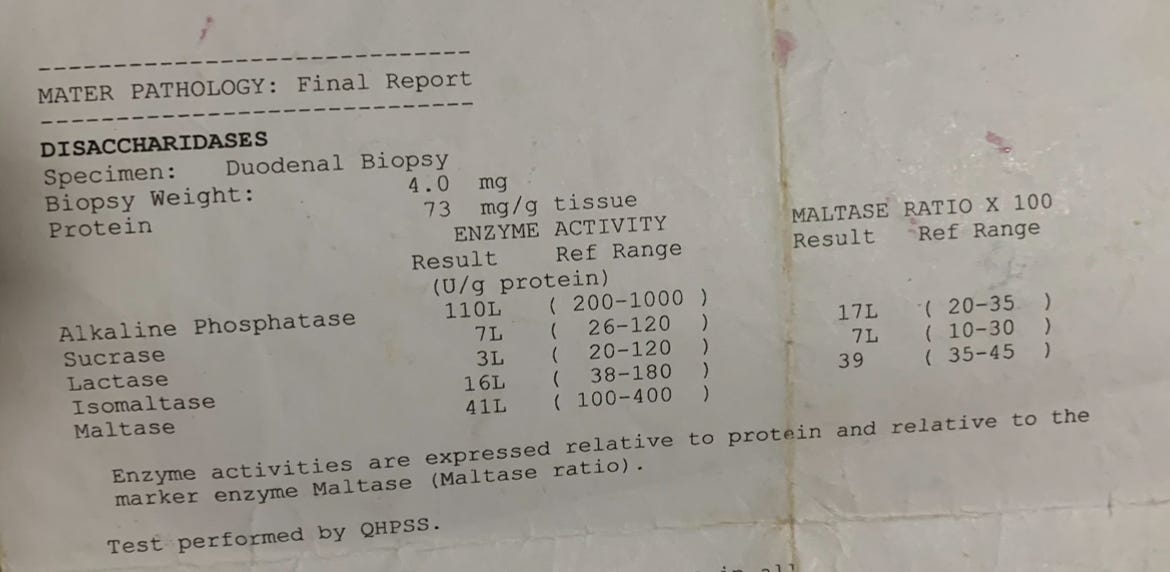 ----------------------------
MATER PATHOLOGY: Final Report
----------------------------
DISACCHARIDASES
Specimen: Duodenal Biopsy
Biopsy Weight: 4.0 mg
Protein 73 mg/g tissue
ENZYME ACTIVITY MALTASE RATIO X 100
Result Ref Range Result Ref Range
(U/g protein)
Alkaline Phosphatase 110L ( 200-1000 )
Sucrase 7L ( 26-120 ) 17L ( 20-35 )
Lactase 3L ( 20-120 ) 7L ( 10-30 )
Isomaltase 16L ( 38-180 ) 39 ( 35-45 )
Maltase 41L ( 100-400 )
Enzyme activities are expressed relative to protein and relative to the
marker enzyme Maltase (Maltase ratio).
Test performed by QHPSS.